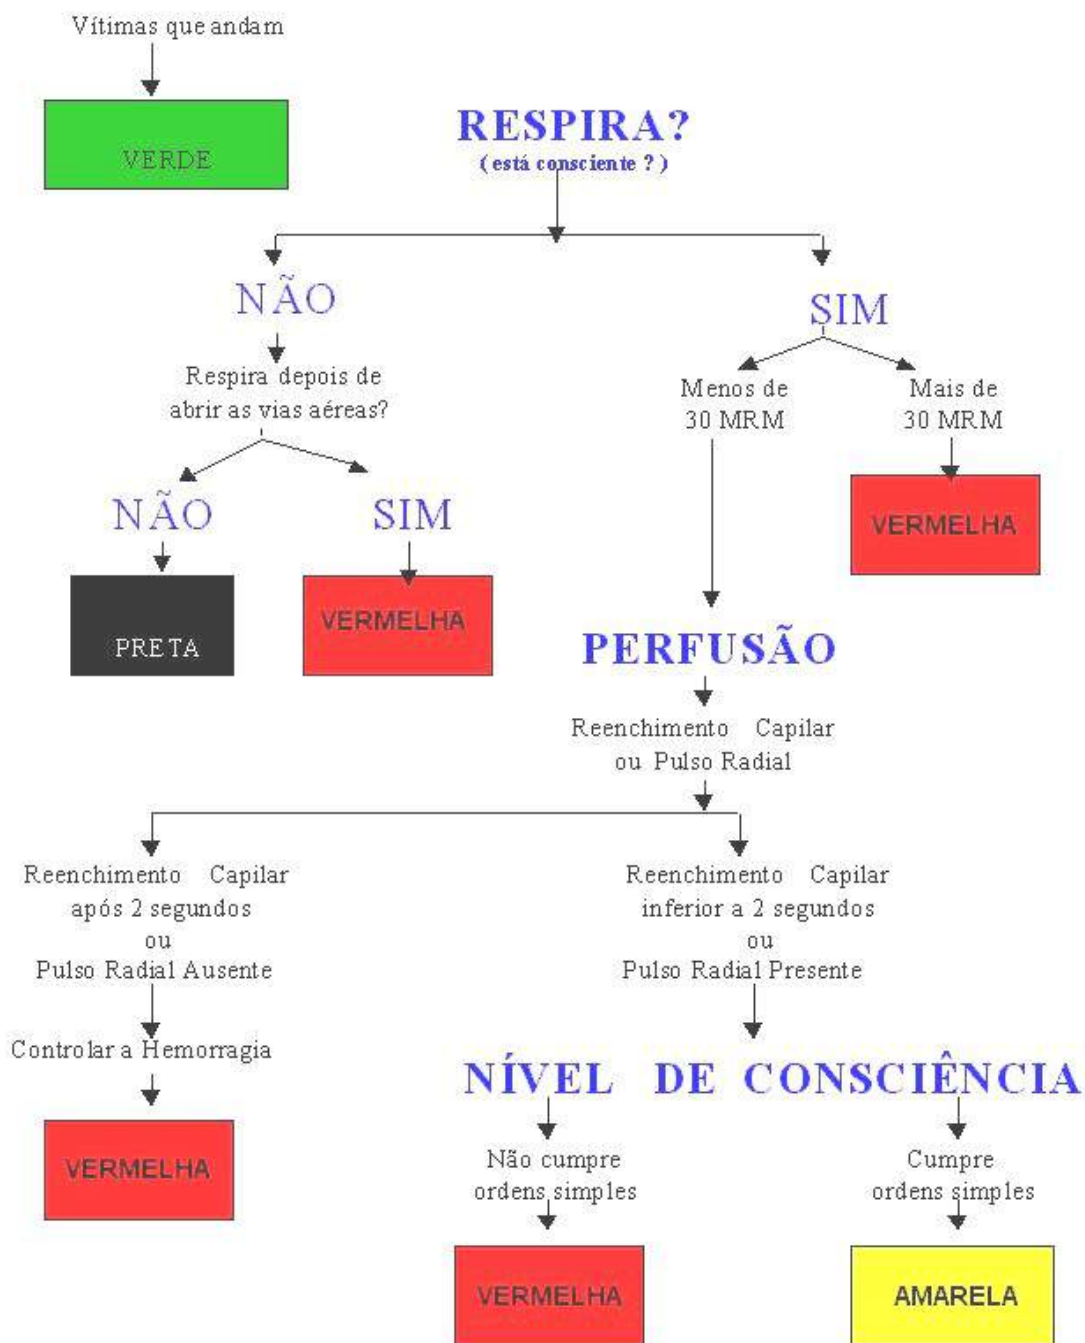 Vítimas que andam
VERDE
RESPIRA?
( está consciente ? )
NÃO
SIM
Respira depois de
abrir as vias aéreas?
Menos de
30 MRM
Mais de
30 MRM
NÃO
SIM
VERMELHA
PRETA
VERMELHA
PERFUSÃO
Reenchimento Capilar
ou Pulso Radial
Reenchimento Capilar
após 2 segundos
ou
Pulso Radial Ausente
Reenchimento Capilar
inferior a 2 segundos
ou
Pulso Radial Presente
Controlar a Hemorragia
NÍVEL DE CONSCIÊNCIA
VERMELHA
Não cumpre
ordens simples
Cumpre
ordens simples
VERMELHA
AMARELA